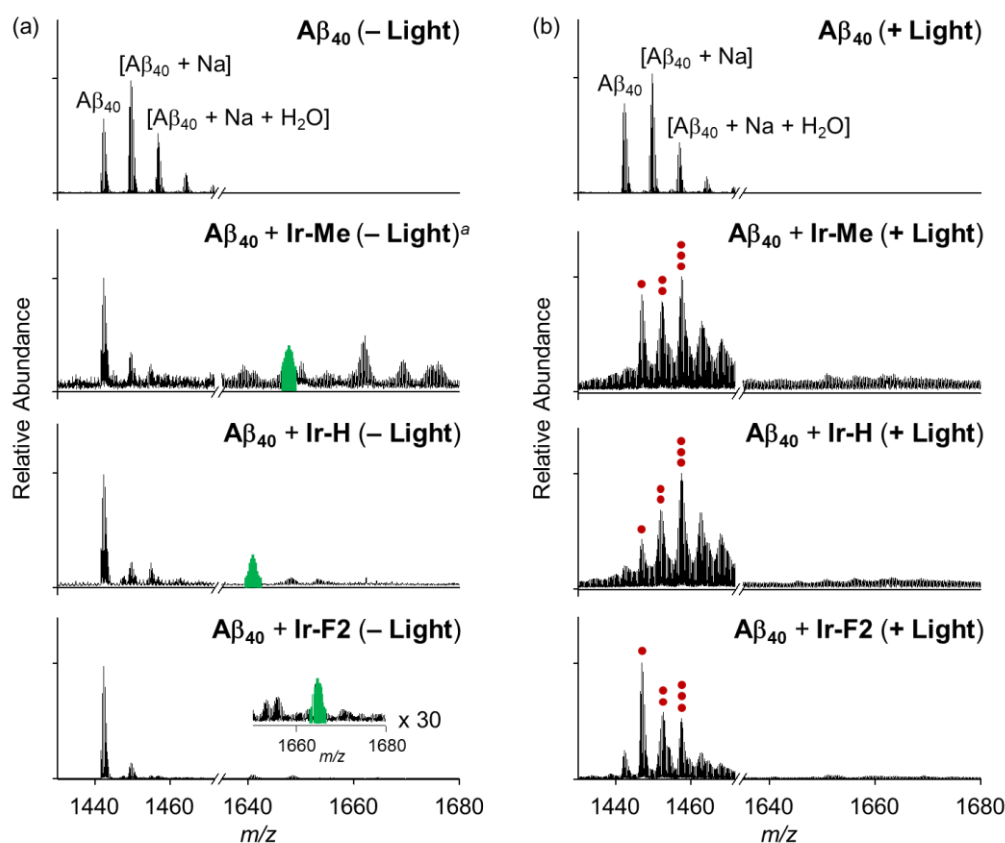 (a)
Aβ₄₀ (– Light)
[Aβ₄₀ + Na]
Aβ₄₀
[Aβ₄₀ + Na + H₂O]
Aβ₄₀ + Ir-Me (– Light)ᵃ
Relative Abundance
Aβ₄₀ + Ir-H (– Light)
Aβ₄₀ + Ir-F2 (– Light)
x 30
1660 1680
m/z
1440 1460 1640 1660 1680
m/z
(b)
Aβ₄₀ (+ Light)
[Aβ₄₀ + Na]
Aβ₄₀
[Aβ₄₀ + Na + H₂O]
Aβ₄₀ + Ir-Me (+ Light)
Relative Abundance
Aβ₄₀ + Ir-H (+ Light)
Aβ₄₀ + Ir-F2 (+ Light)
1440 1460 1640 1660 1680
m/z